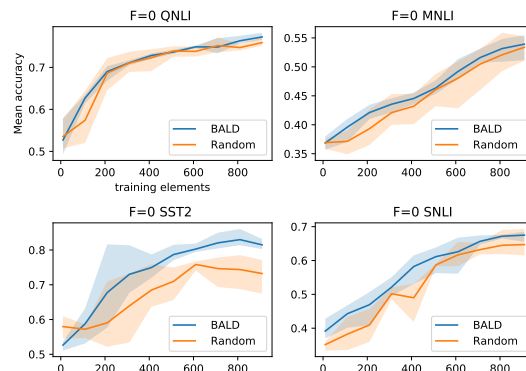 F=0 QNLI
Mean accuracy
0.7
0.6
0.5
BALD
Random
0 200 400 600 800
training elements
F=0 MNLI
0.55
0.50
0.45
0.40
0.35
BALD
Random
0 200 400 600 800
F=0 SST2
0.8
0.7
0.6
0.5
BALD
Random
0 200 400 600 800
F=0 SNLI
0.7
0.6
0.5
0.4
BALD
Random
0 200 400 600 800